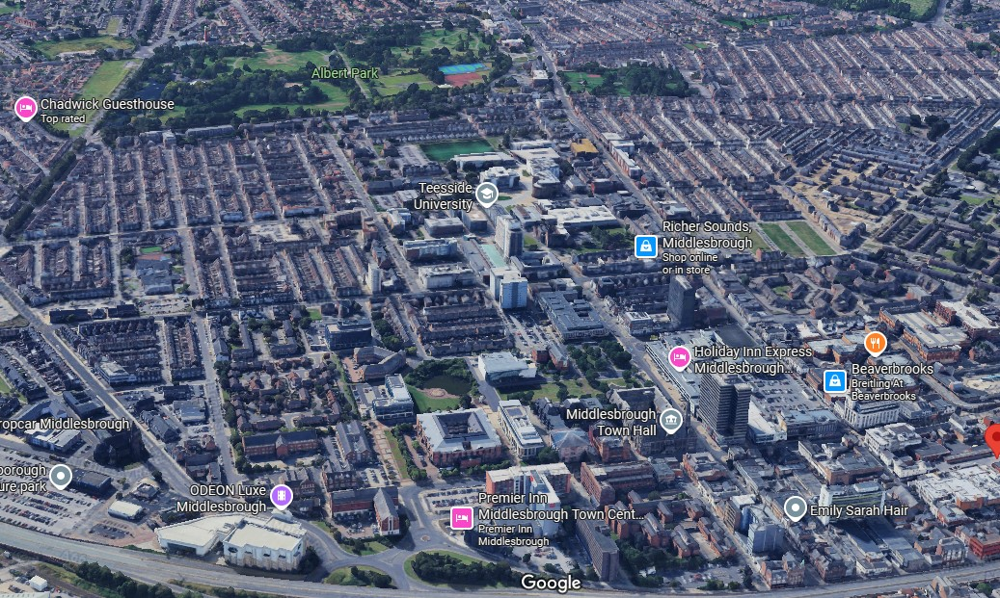 Albert Park
Chadwick Guesthouse
Top rated
Teesside
University
Richer Sounds,
Middlesbrough
Shop online
or in store
Holiday Inn Express
Middlesbrough...
Beaverbrooks
Breitling At
Beaverbrooks
Middlesbrough
Town Hall
ropcar Middlesbrough
borough
ure park
ODEON Luxe
Middlesbrough
Premier Inn
Middlesbrough Town Cent...
Premier Inn
Middlesbrough
Emily Sarah Hair
Google